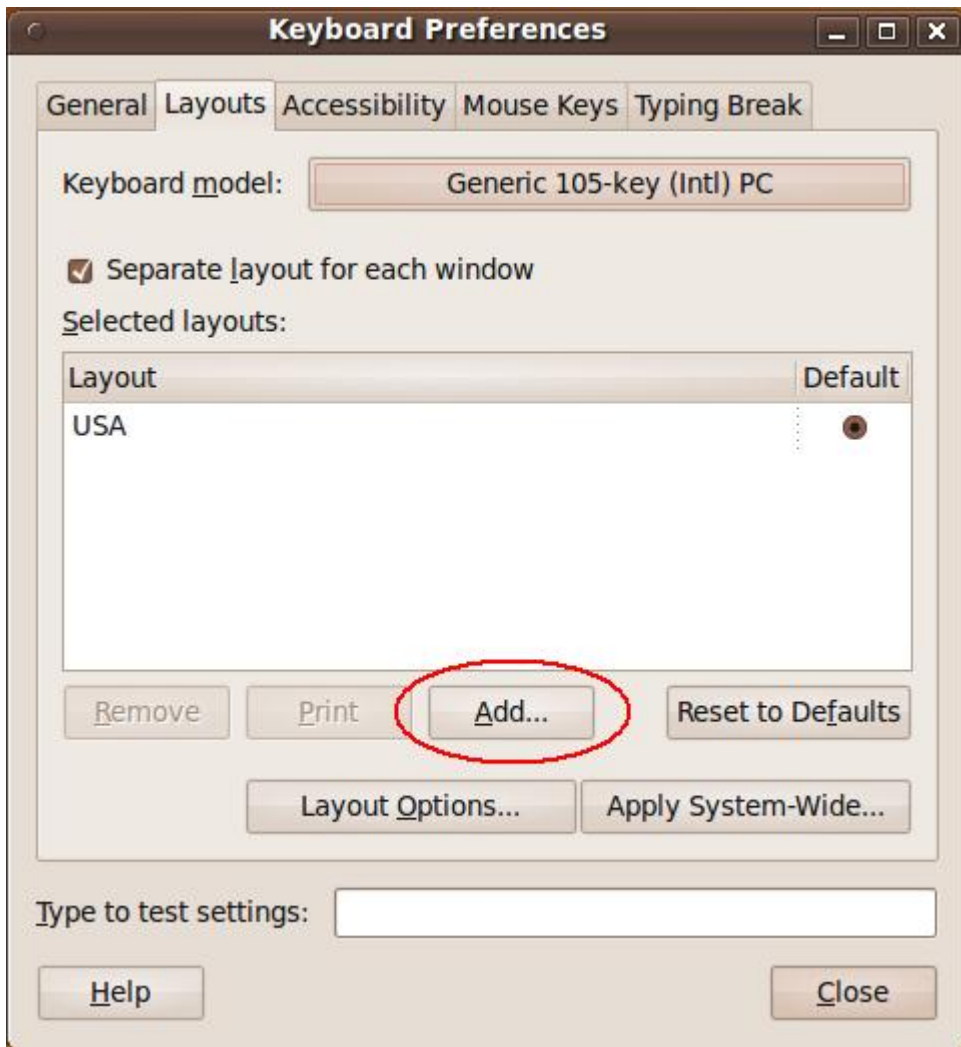 Keyboard Preferences
General Layouts Accessibility Mouse Keys Typing Break
Keyboard model: Generic 105-key (Intl) PC
Separate layout for each window
Selected layouts:
Layout Default
USA
Remove Print Add... Reset to Defaults
Layout Options... Apply System-Wide...
Type to test settings:
Help Close